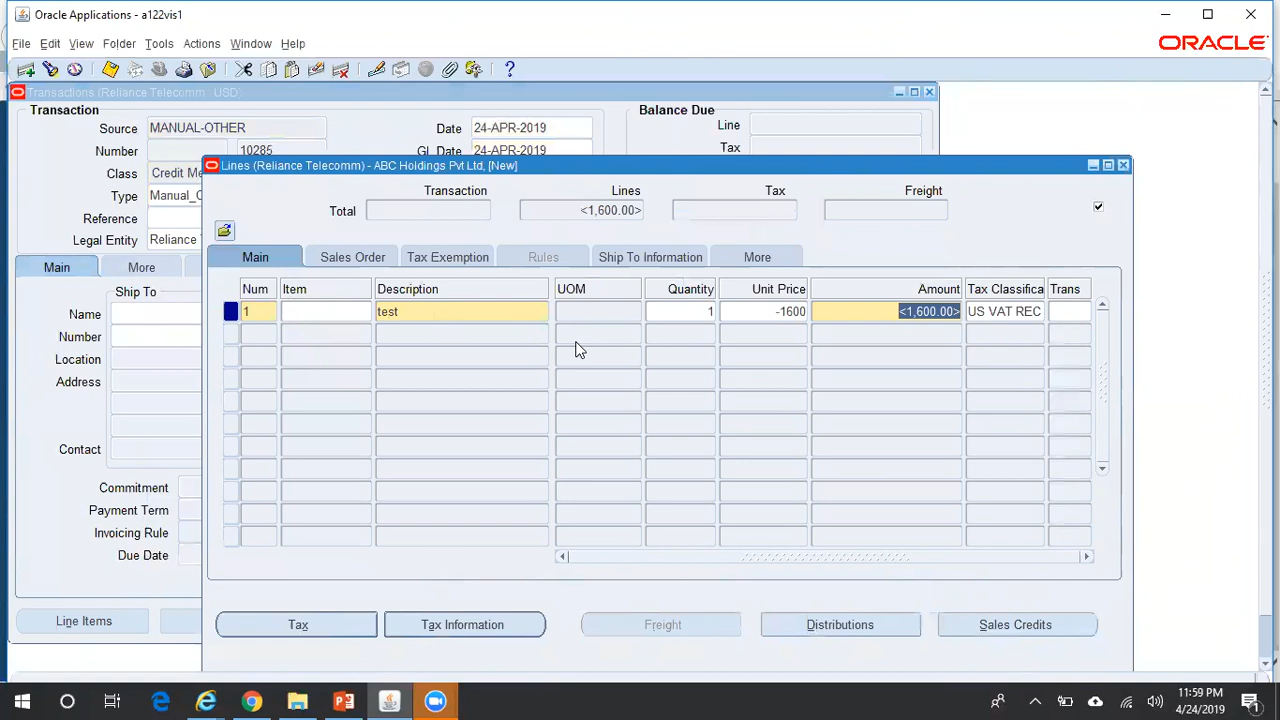 Oracle Applications - a122vis1
File Edit View Folder Tools Actions Window Help
ORACLE
Transactions (Reliance Telecomm : USD)
Transaction
Balance Due
Source MANUAL-OTHER
Date 24-APR-2019
Line
Number 10285
GL Date 24-APR-2019
Tax
Class Credit Me
Type Manual_O
Reference
Legal Entity Reliance
Main More
Ship To
Name
Number
Location
Address
Contact
Commitment
Payment Term
Invoicing Rule
Due Date
Line Items
Lines (Reliance Telecomm) - ABC Holdings Pvt Ltd, [New]
Transaction Lines Tax Freight
Total <1,600.00>
Main Sales Order Tax Exemption Rules Ship To Information More
Num Item Description UOM Quantity Unit Price Amount Tax Classifica Trans
1 test 1 -1600 <1,600.00> US VAT REC
Tax Tax Information Freight Distributions Sales Credits
11:59 PM
4/24/2019
1